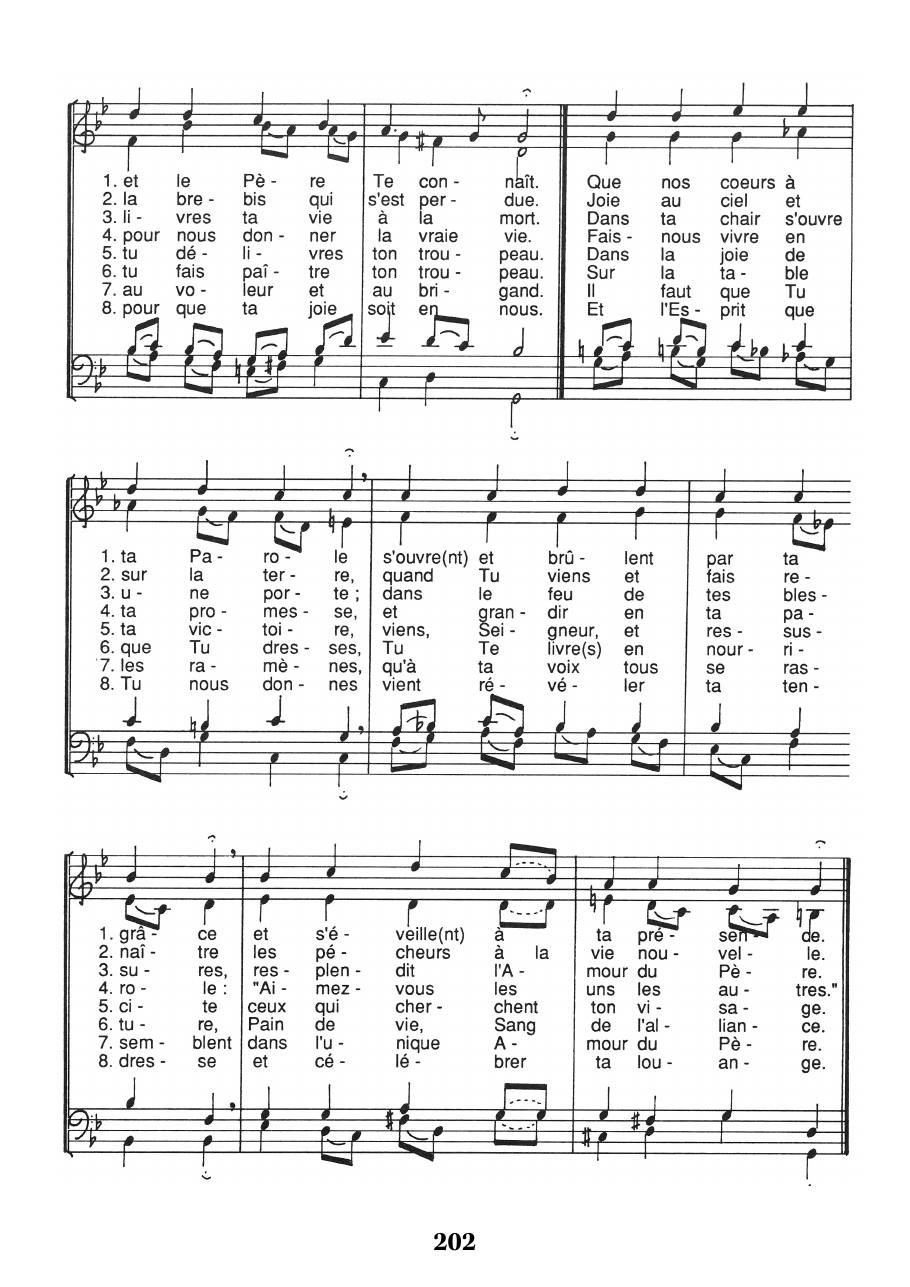 1. et le Pè - re Te con - naît. Que nos coeurs à
2. la bre - bis qui s'est per - due. Joie au ciel et
3. li - vres ta vie à la mort. Dans ta chair s'ouvre
4. pour nous don - ner la vraie vie. Fais - nous vivre en
5. tu dé - li - vres ton trou - peau. Dans la joie de
6. tu fais paî - tre ton trou - peau. Sur la ta - ble
7. au vo - leur et au bri - gand. Il faut que Tu
8. pour que ta joie soit en nous. Et l'Es - prit que
1. ta Pa - ro - le s'ouvre(nt) et brû - lent par ta
2. sur la ter - re, quand Tu viens et fais re -
3. u - ne por - te ; dans le feu de tes bles -
4. ta pro - mes - se, et gran - dir en ta pa -
5. ta vic - toi - re, viens, Sei - gneur, et res - sus -
6. que Tu dres - ses, Tu Te livre(s) en nour - ri -
7. les ra - mè - nes, qu'à ta voix tous se ras -
8. Tu nous don - nes vient ré - vé - ler ta ten -
1. grâ - ce et s'é - veille(nt) à ta pré - sen - ce.
2. naî - tre les pé - cheurs à la vie nou - vel - le.
3. su - res, res - plen - dit l'A - mour du Pè - re.
4. ro - le : "Ai - mez - vous les uns les au - tres."
5. ci - te ceux qui cher - chent ton vi - sa - ge.
6. tu - re, Pain de vie, Sang de l'al - lian - ce.
7. sem - blent dans l'u - nique A - mour du Pè - re.
8. dres - se et cé - lé - brer ta lou - an - ge.
202